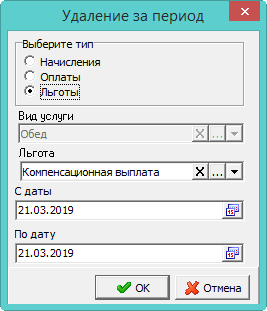 Удаление за период
Выберите тип
Начисления
Оплаты
Льготы
Вид услуги
Обед
Льгота
Компенсационная выплата
С даты
21.03.2019
По дату
21.03.2019
OK
Отмена